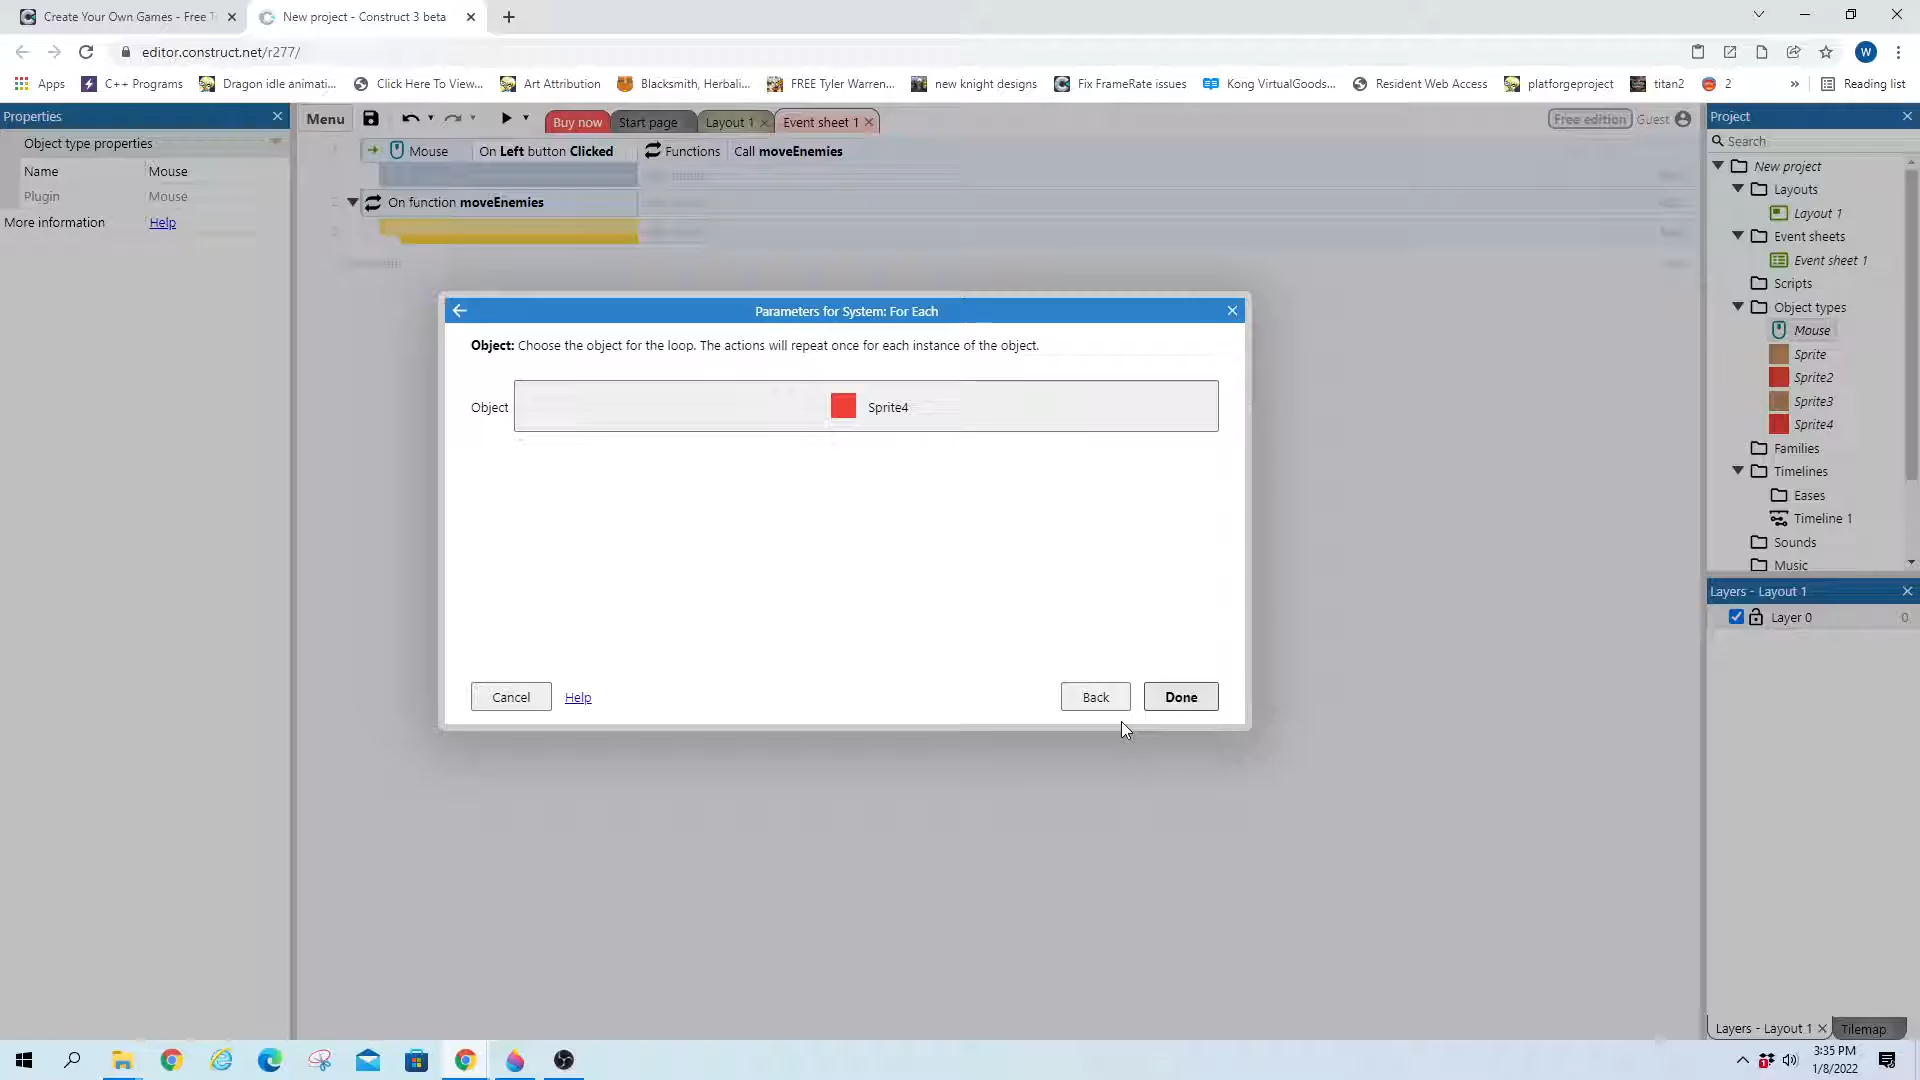 Create Your Own Games - Free T
New project - Construct 3 beta
editor.construct.net/r277/
W
Apps
C++ Programs
Dragon idle animati...
Click Here To View...
Art Attribution
Blacksmith, Herbali...
FREE Tyler Warren...
new knight designs
Fix FrameRate issues
Kong VirtualGoods...
Resident Web Access
platforgeproject
titan2
2
»
Reading list
Properties
Object type properties
Name Mouse
Plugin Mouse
More information Help
Menu
Buy now
Start page
Layout 1
Event sheet 1
Free edition
Guest
1 Mouse On Left button Clicked Functions Call moveEnemies
2 On function moveEnemies
Parameters for System: For Each
Object: Choose the object for the loop. The actions will repeat once for each instance of the object.
Object Sprite4
Cancel
Help
Back
Done
Project
Search
New project
Layouts
Layout 1
Event sheets
Event sheet 1
Scripts
Object types
Mouse
Sprite
Sprite2
Sprite3
Sprite4
Families
Timelines
Eases
Timeline 1
Sounds
Music
Layers - Layout 1
Layer 0 0
Layers - Layout 1
Tilemap
3:35 PM
1/8/2022